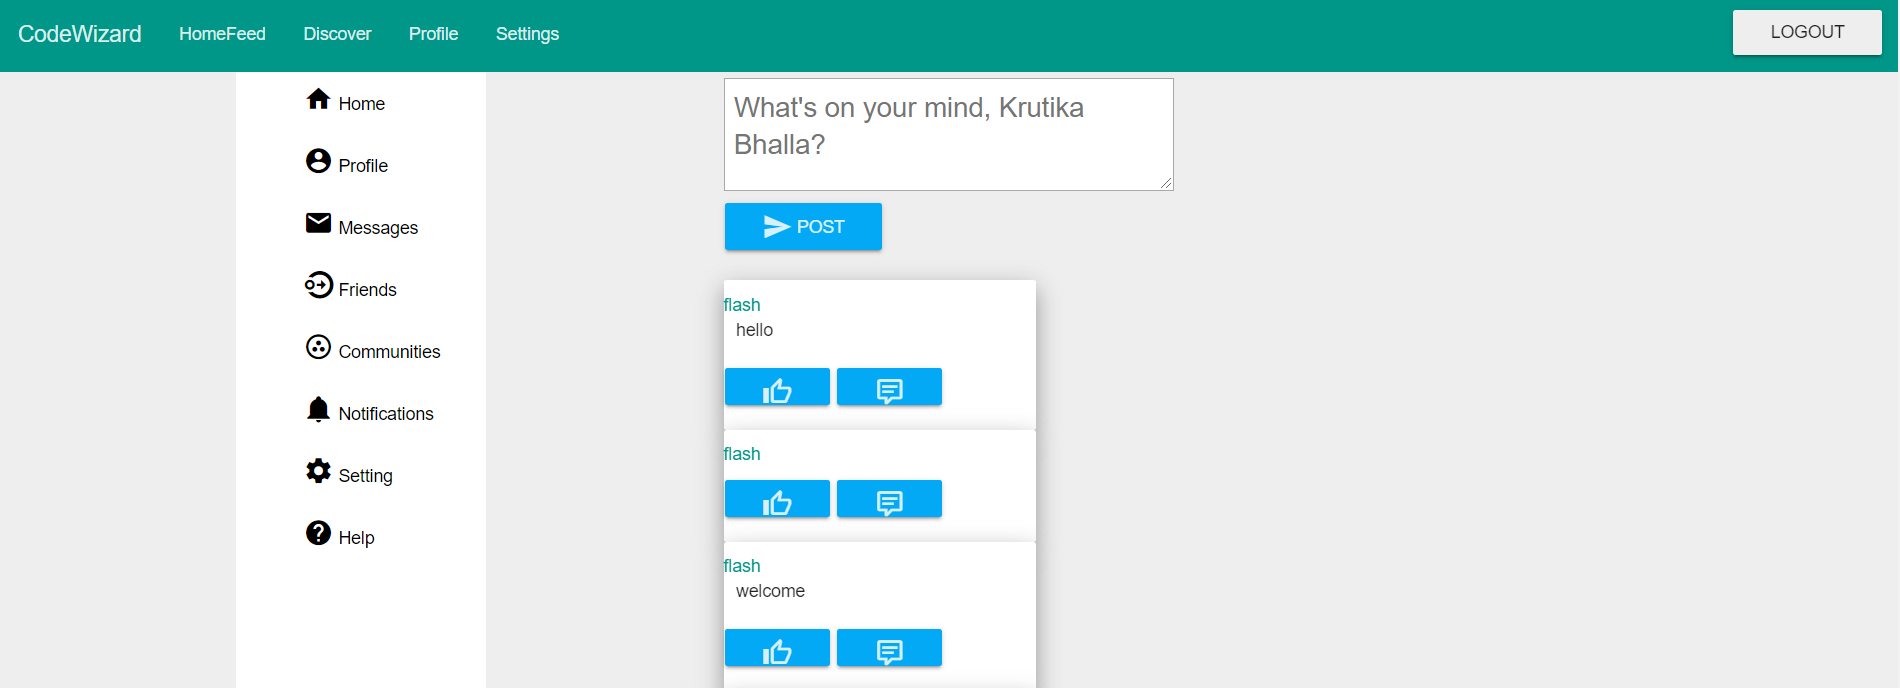 CodeWizard HomeFeed Discover Profile Settings LOGOUT
Home
Profile
Messages
Friends
Communities
Notifications
Setting
Help
What's on your mind, Krutika
Bhalla?
POST
flash
hello
flash
flash
welcome